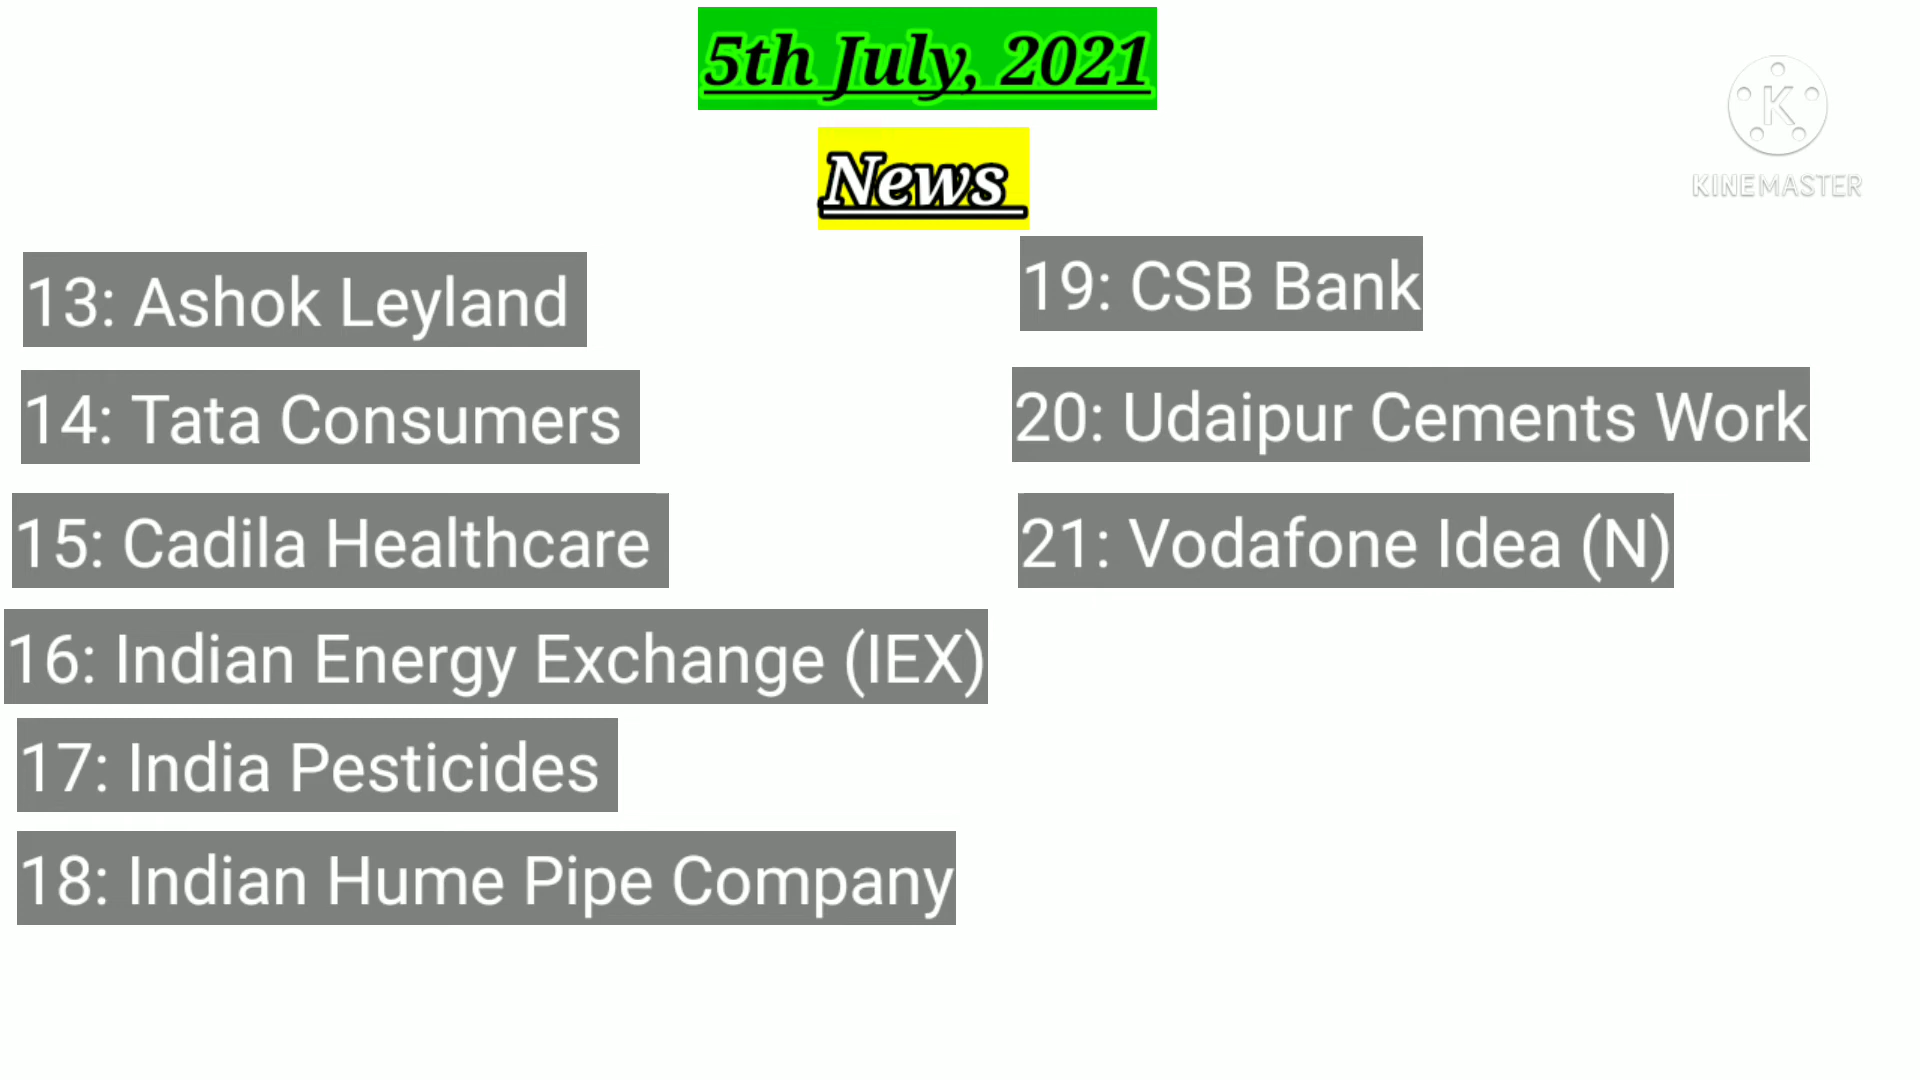 5th July, 2021
News
K
KINEMASTER
13: Ashok Leyland
14: Tata Consumers
15: Cadila Healthcare
16: Indian Energy Exchange (IEX)
17: India Pesticides
18: Indian Hume Pipe Company
19: CSB Bank
20: Udaipur Cements Work
21: Vodafone Idea (N)